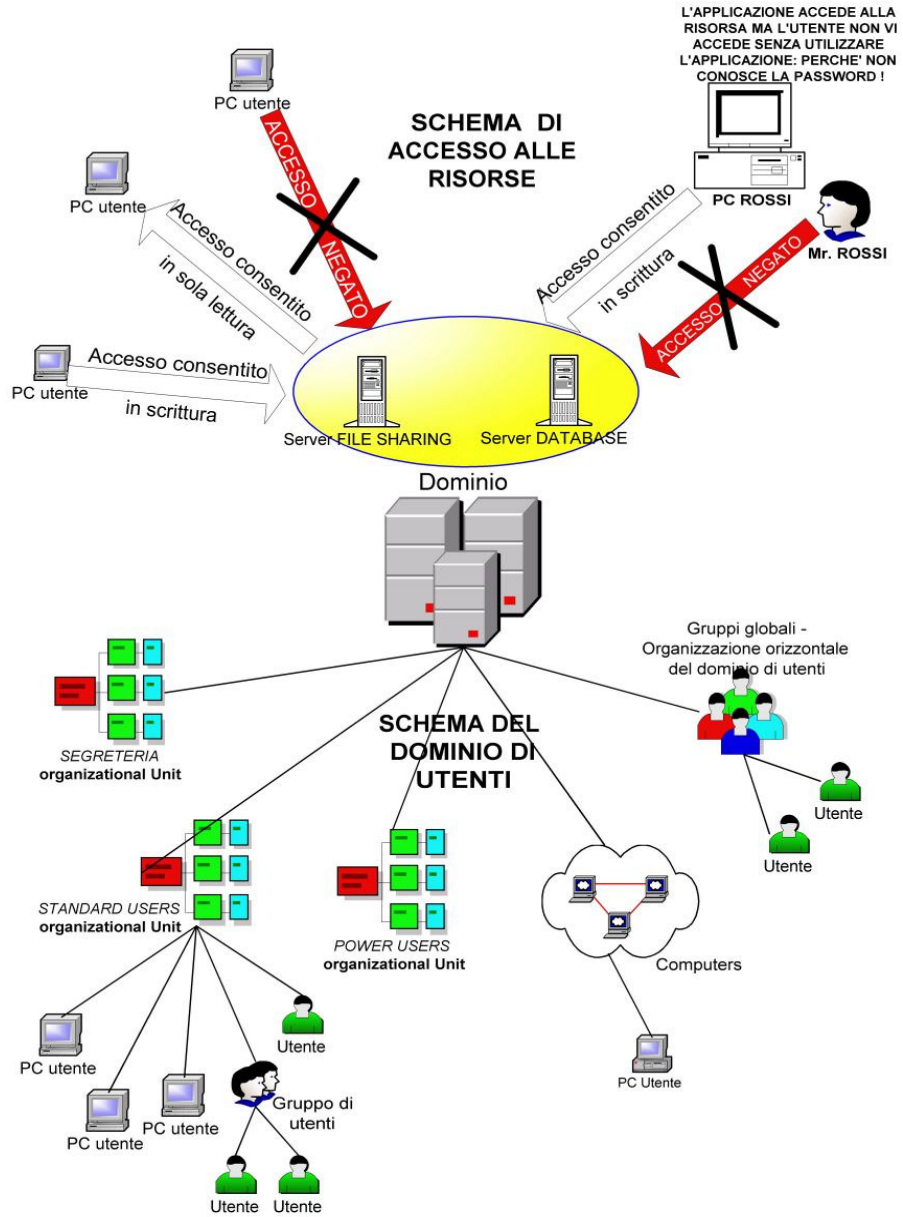 L'APPLICAZIONE ACCEDE ALLA
RISORSA MA L'UTENTE NON VI
ACCEDE SENZA UTILIZZARE
L'APPLICAZIONE: PERCHE' NON
CONOSCE LA PASSWORD !
PC utente
SCHEMA DI
ACCESSO ALLE
RISORSE
ACCESSO NEGATO
PC utente
PC ROSSI
Mr. ROSSI
Accesso consentito
in sola lettura
Accesso consentito
in scrittura
ACCESSO NEGATO
PC utente
Accesso consentito
in scrittura
Server FILE SHARING
Server DATABASE
Dominio
Gruppi globali -
Organizzazione orizzontale
del dominio di utenti
SEGRETERIA
organizational Unit
SCHEMA DEL
DOMINIO DI
UTENTI
Utente
Utente
STANDARD USERS
organizational Unit
POWER USERS
organizational Unit
Computers
PC utente
PC utente
PC utente
Utente
Gruppo di
utenti
PC Utente
Utente
Utente